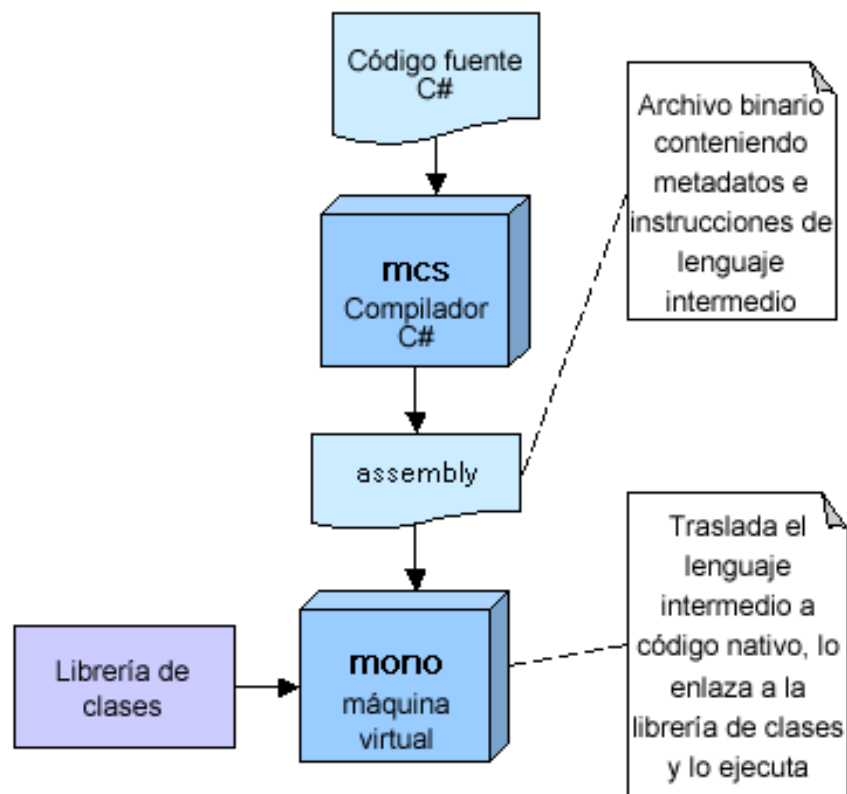 Código fuente
C#
Archivo binario
conteniendo
metadatos e
instrucciones de
lenguaje
intermedio
mcs
Compilador
C#
assembly
Traslada el
lenguaje
intermedio a
código nativo, lo
enlaza a la
librería de clases
y lo ejecuta
Librería de
clases
mono
máquina
virtual